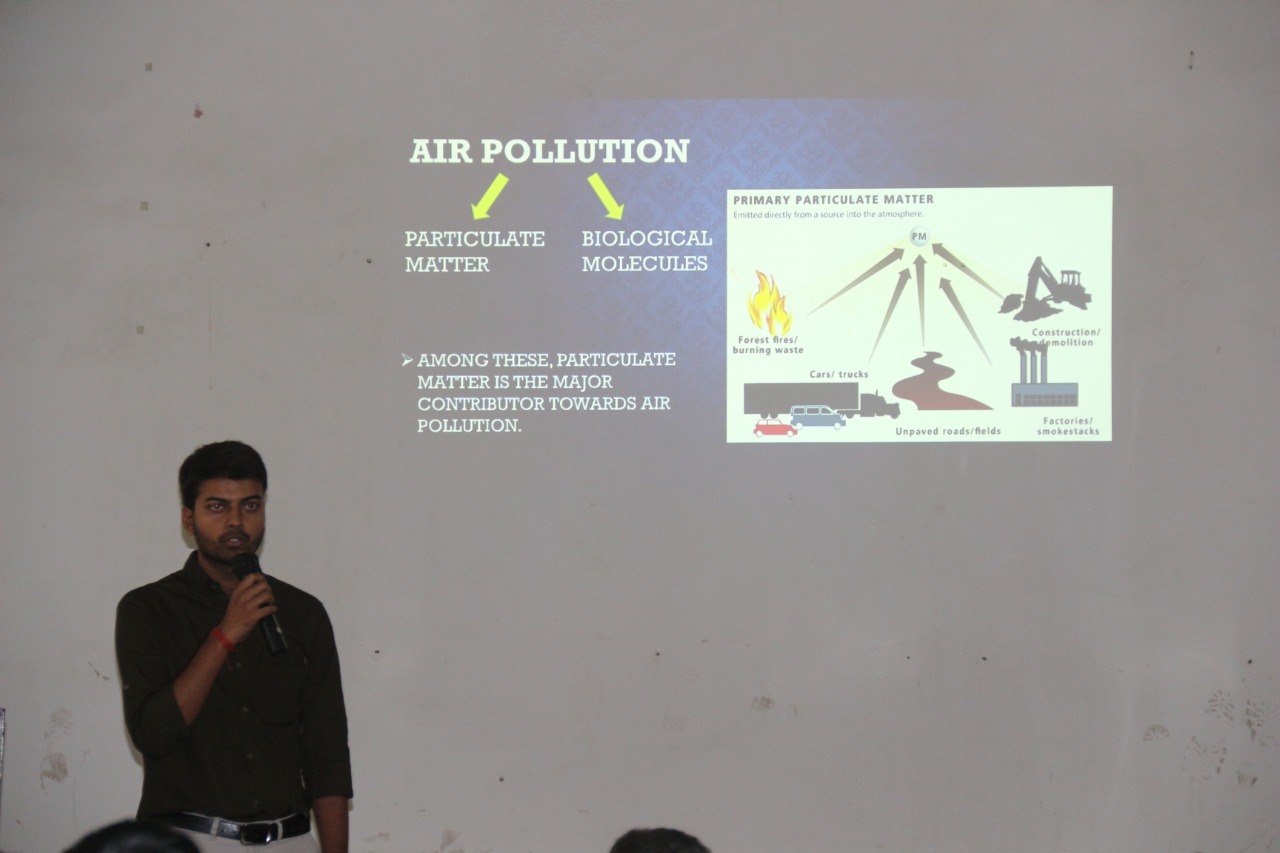 AIR POLLUTION
PARTICULATE
MATTER
BIOLOGICAL
MOLECULES
➢ AMONG THESE, PARTICULATE
MATTER IS THE MAJOR
CONTRIBUTOR TOWARDS AIR
POLLUTION.
PRIMARY PARTICULATE MATTER
Emitted directly from a source into the atmosphere.
PM
Forest fires/
burning waste
Construction/
demolition
Cars/ trucks
Unpaved roads/fields
Factories/
smokestacks